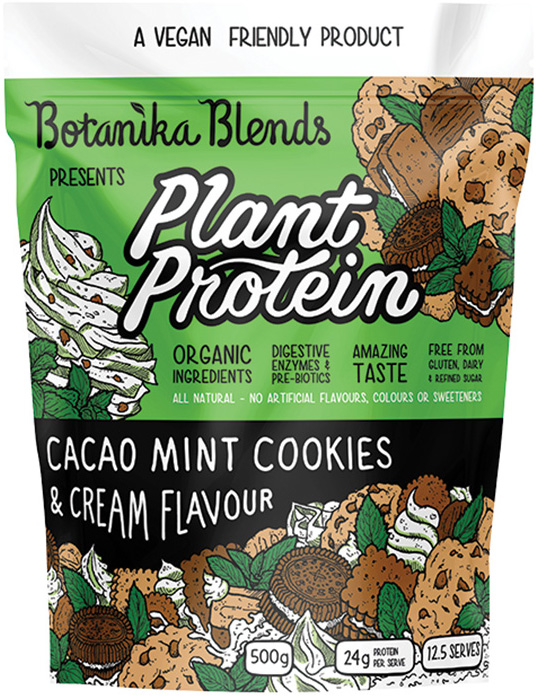 A VEGAN FRIENDLY PRODUCT
Botanika Blends
PRESENTS
Plant
Protein
ORGANIC
INGREDIENTS
DIGESTIVE
ENZYMES &
PRE-BIOTICS
AMAZING
TASTE
FREE FROM
GLUTEN, DAIRY
& REFINED SUGAR
ALL NATURAL - NO ARTIFICIAL FLAVOURS, COLOURS OR SWEETENERS
CACAO MINT COOKIES
& CREAM FLAVOUR
500g
24g PROTEIN
PER SERVE
12.5 SERVES